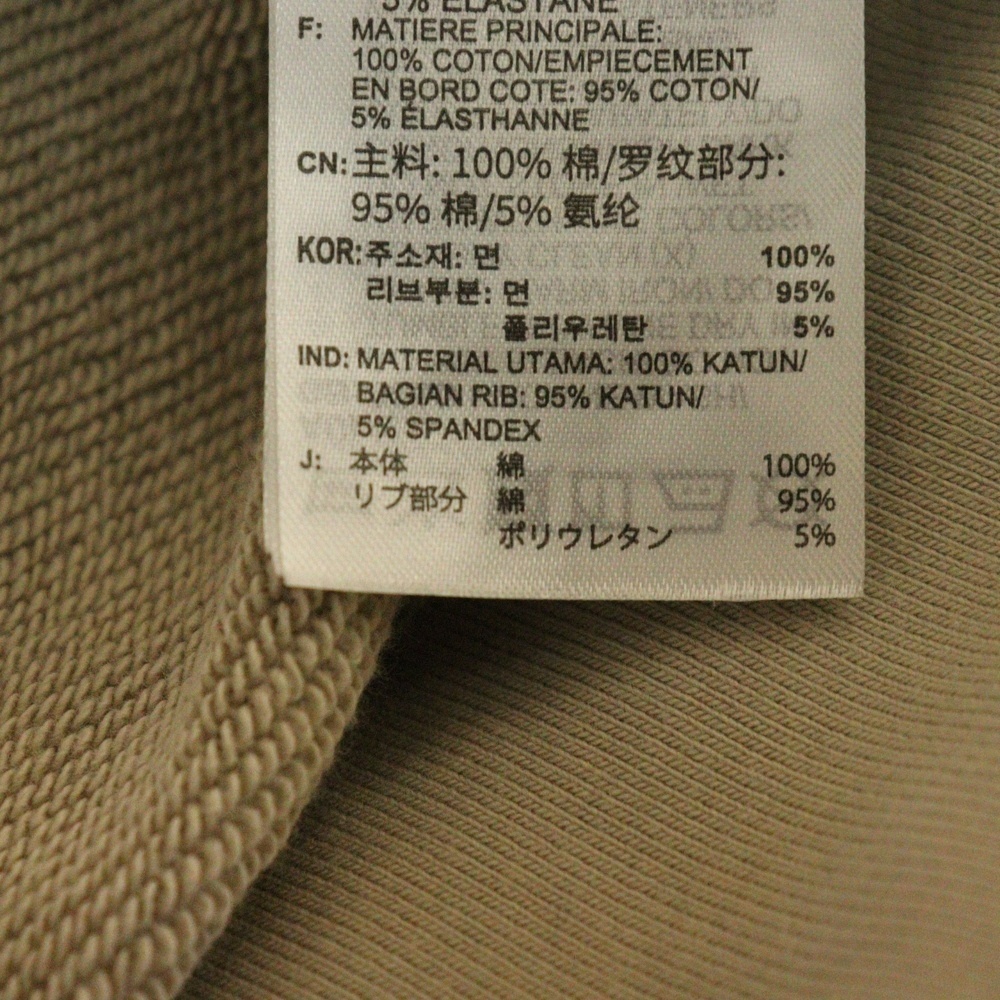 5% ELASTANE
F: MATIERE PRINCIPALE:
100% COTON/EMPIECEMENT
EN BORD COTE: 95% COTON/
5% ÉLASTHANNE
CN: 主料: 100% 棉/罗纹部分:
95% 棉/5% 氨纶
KOR: 주소재: 면 100%
리브부분: 면 95%
폴리우레탄 5%
IND: MATERIAL UTAMA: 100% KATUN/
BAGIAN RIB: 95% KATUN/
5% SPANDEX
J: 本体 綿 100%
リブ部分 綿 95%
ポリウレタン 5%